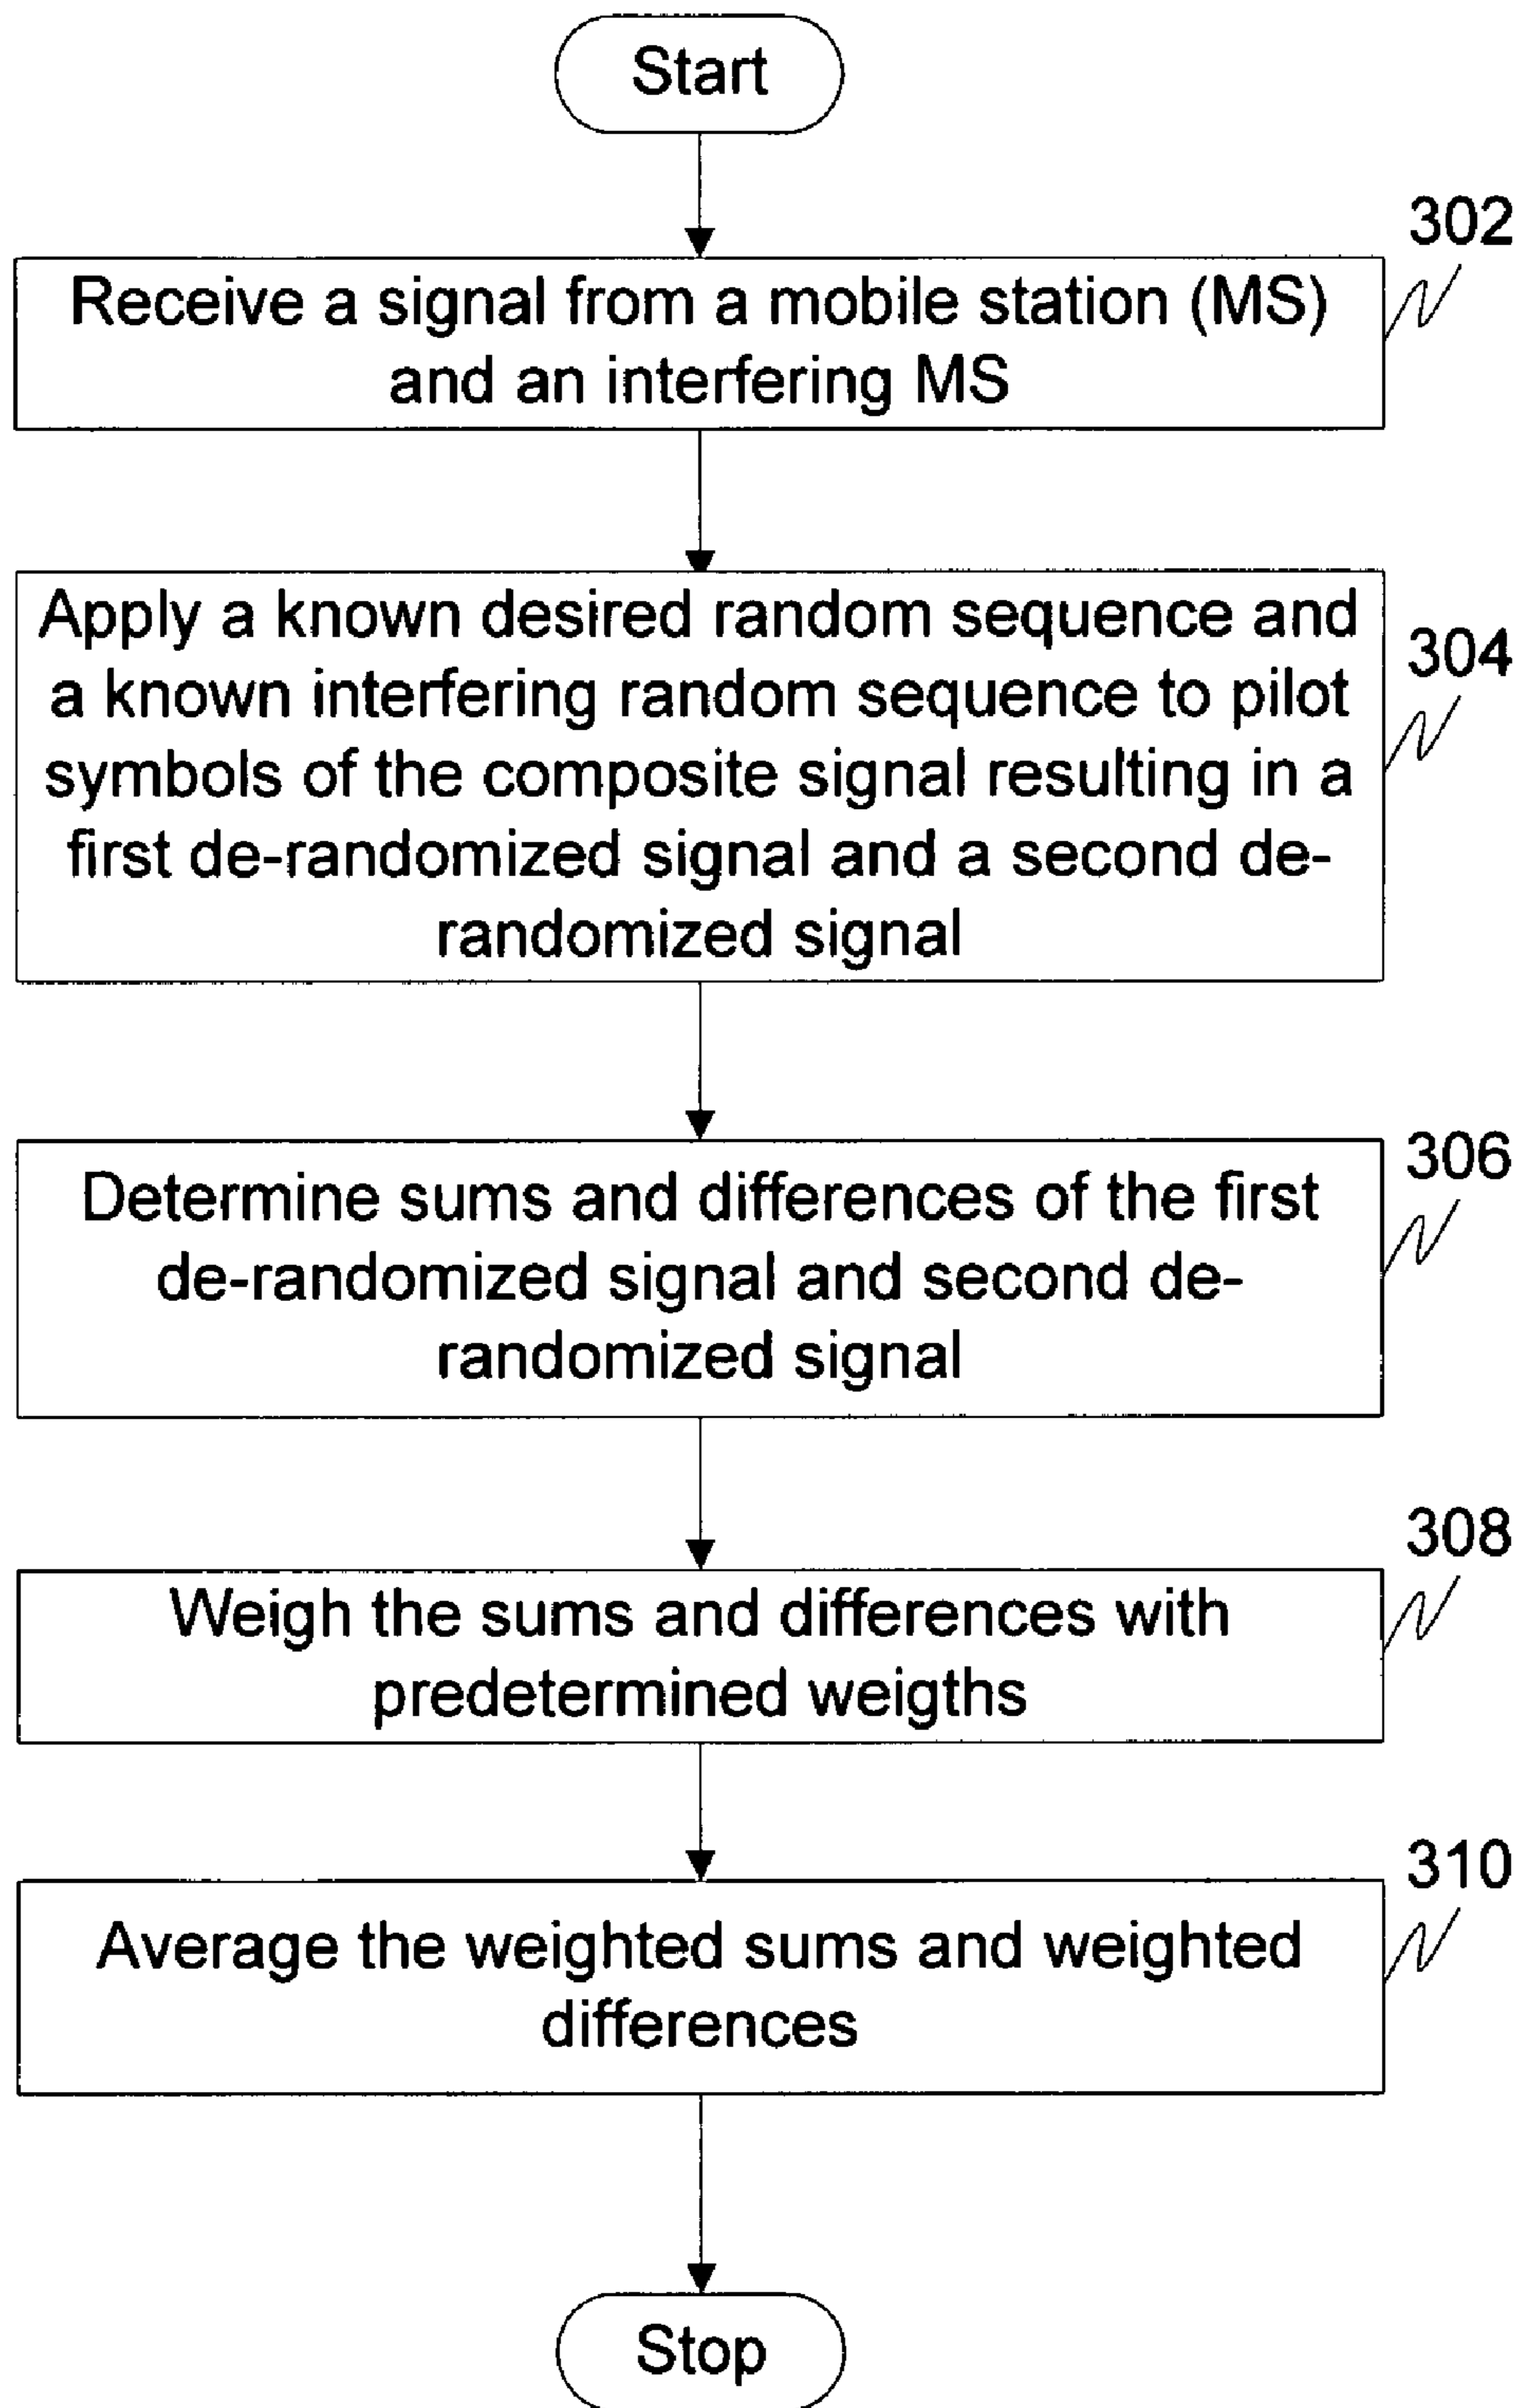 Start
302
Receive a signal from a mobile station (MS)
and an interfering MS
304
Apply a known desired random sequence and
a known interfering random sequence to pilot
symbols of the composite signal resulting in a
first de-randomized signal and a second de-
randomized signal
306
Determine sums and differences of the first
de-randomized signal and second de-
randomized signal
308
Weigh the sums and differences with
predetermined weigths
310
Average the weighted sums and weighted
differences
Stop